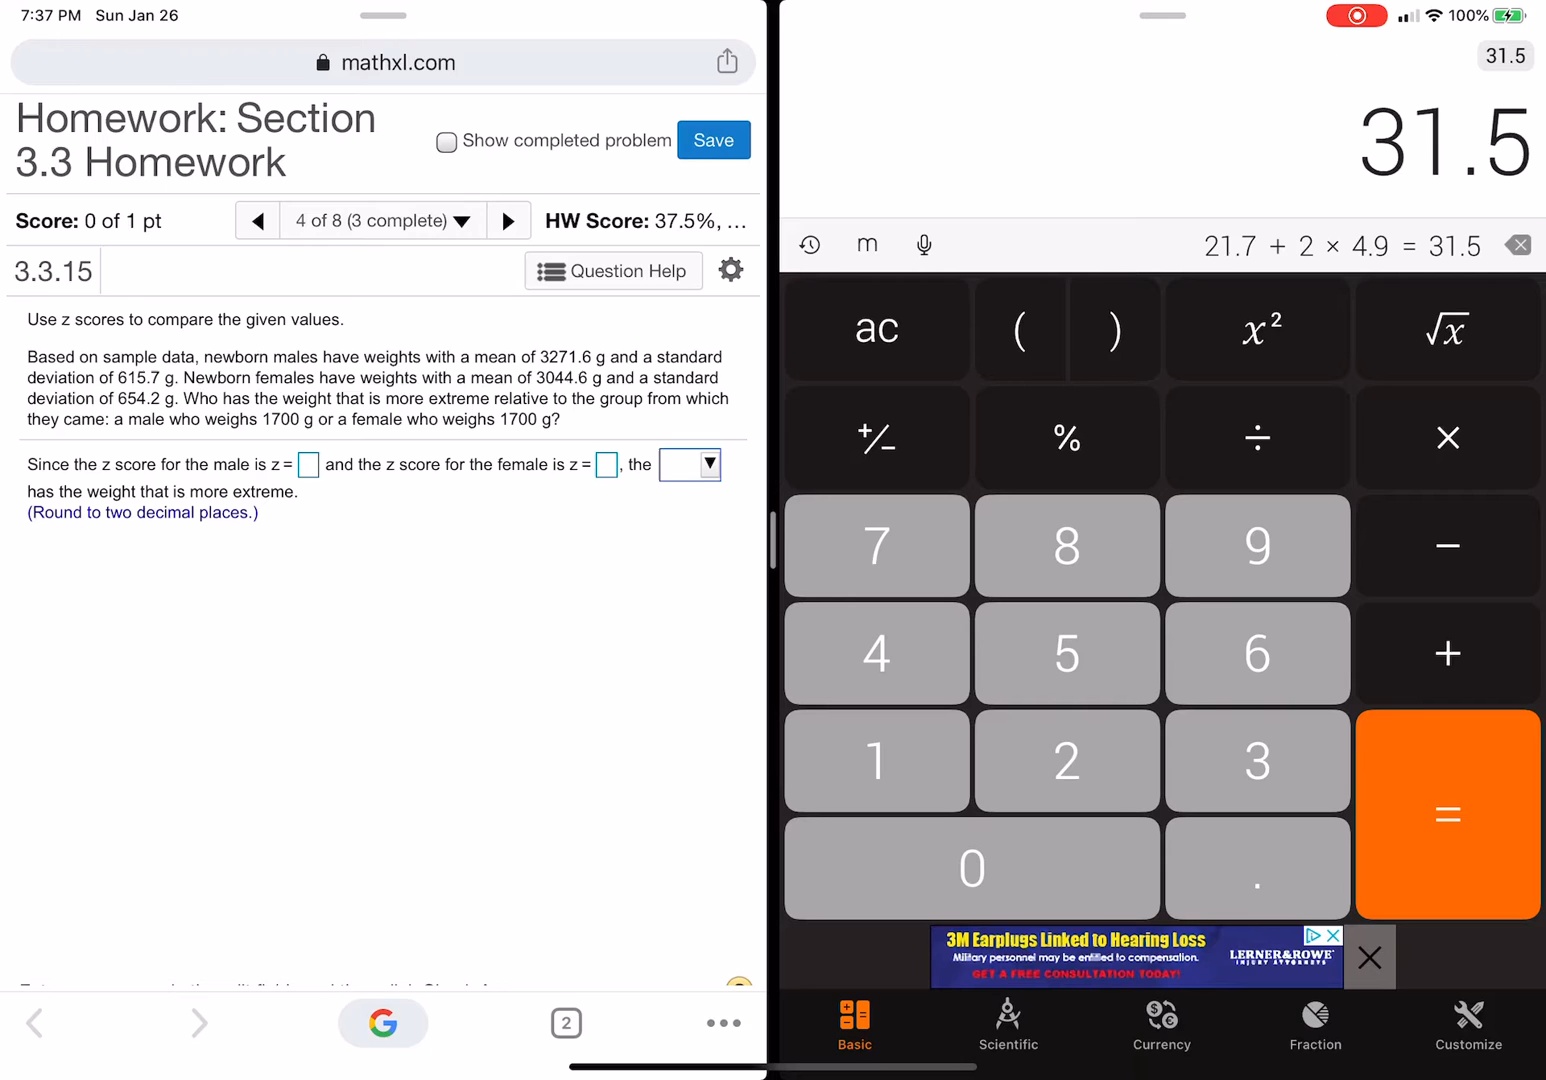 7:37 PM Sun Jan 26
100%
mathxl.com
Homework: Section
3.3 Homework
Show completed problem
Save
Score: 0 of 1 pt
4 of 8 (3 complete) ▼
HW Score: 37.5%, ...
3.3.15
Question Help
Use z scores to compare the given values.
Based on sample data, newborn males have weights with a mean of 3271.6 g and a standard
deviation of 615.7 g. Newborn females have weights with a mean of 3044.6 g and a standard
deviation of 654.2 g. Who has the weight that is more extreme relative to the group from which
they came: a male who weighs 1700 g or a female who weighs 1700 g?
Since the z score for the male is z = and the z score for the female is z = , the ▼
has the weight that is more extreme.
(Round to two decimal places.)
G
2
31.5
31.5
m
21.7 + 2 × 4.9 = 31.5
ac ( ) x² √x
+/− % ÷ ×
7 8 9 −
4 5 6 +
1 2 3 =
0 .
3M Earplugs Linked to Hearing Loss
Military personnel may be entitled to compensation.
GET A FREE CONSULTATION TODAY!
LERNER&ROWE
INJURY ATTORNEYS
Basic Scientific Currency Fraction Customize